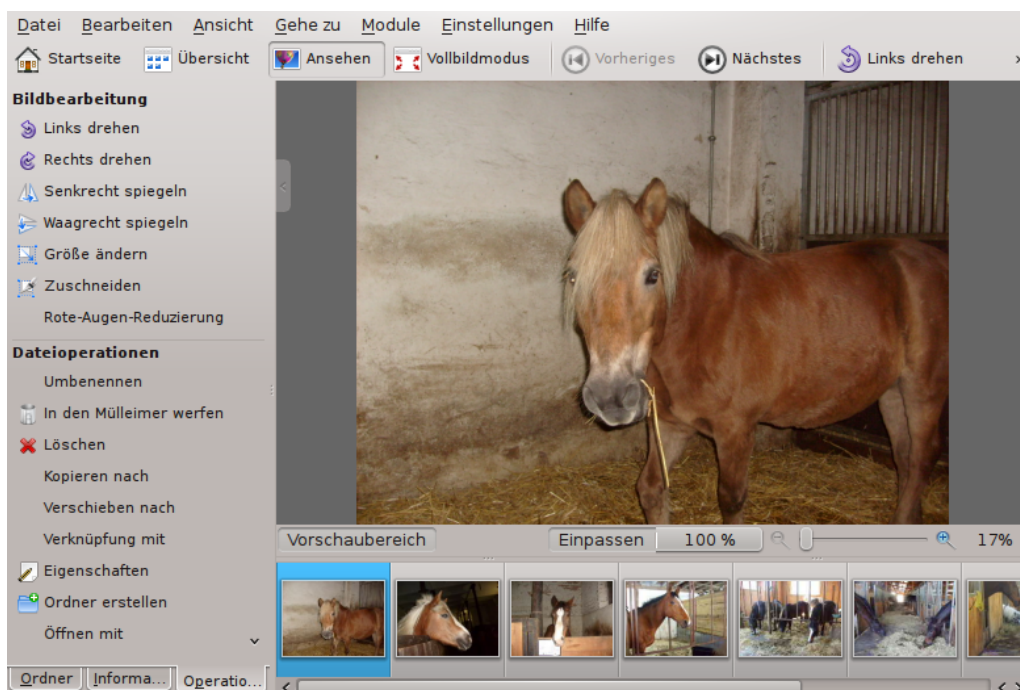 Datei Bearbeiten Ansicht Gehe zu Module Einstellungen Hilfe
Startseite Übersicht Ansehen Vollbildmodus Vorheriges Nächstes Links drehen
Bildbearbeitung
Links drehen
Rechts drehen
Senkrecht spiegeln
Waagrecht spiegeln
Größe ändern
Zuschneiden
Rote-Augen-Reduzierung
Dateioperationen
Umbenennen
In den Mülleimer werfen
Löschen
Kopieren nach
Verschieben nach
Verknüpfung mit
Eigenschaften
Ordner erstellen
Öffnen mit
Ordner Informa... Operatio...
Vorschaubereich Einpassen 100 % 17%